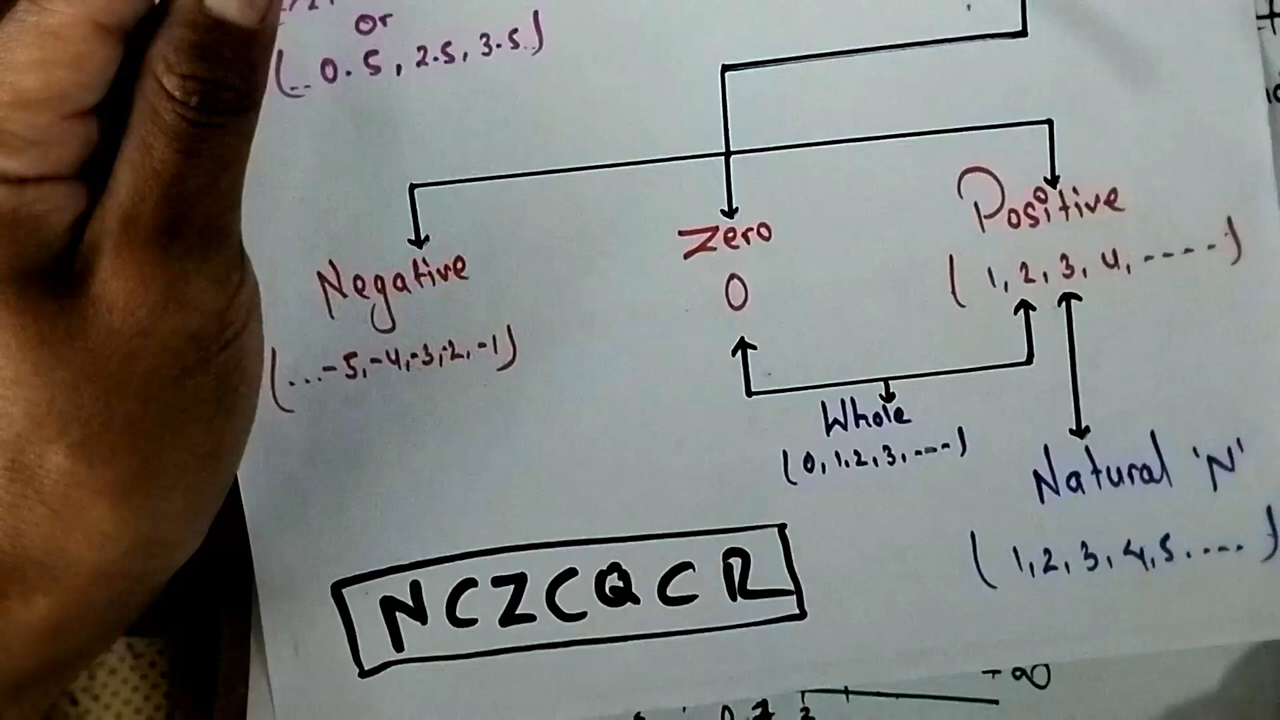 or
(.. 0.5, 2.5, 3.5)
Negative
(...-5,-4,-3,-2,-1)
Zero
0
Positive
( 1, 2, 3, 4, ----)
Whole
(0,1,2,3,----)
Natural 'N'
( 1, 2, 3, 4, 5, .... )
N C Z C Q C R
-∞